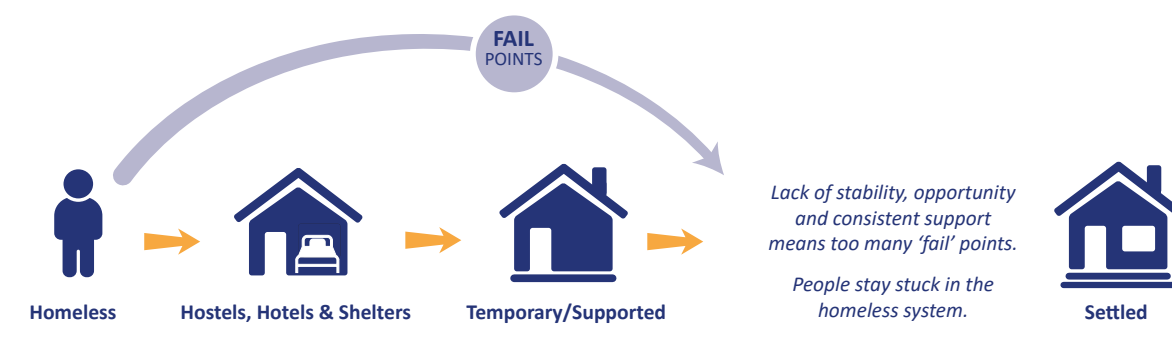 FAIL
POINTS
Lack of stability, opportunity
and consistent support
means too many ‘fail’ points.
People stay stuck in the
homeless system.
Homeless
Hostels, Hotels & Shelters
Temporary/Supported
Settled